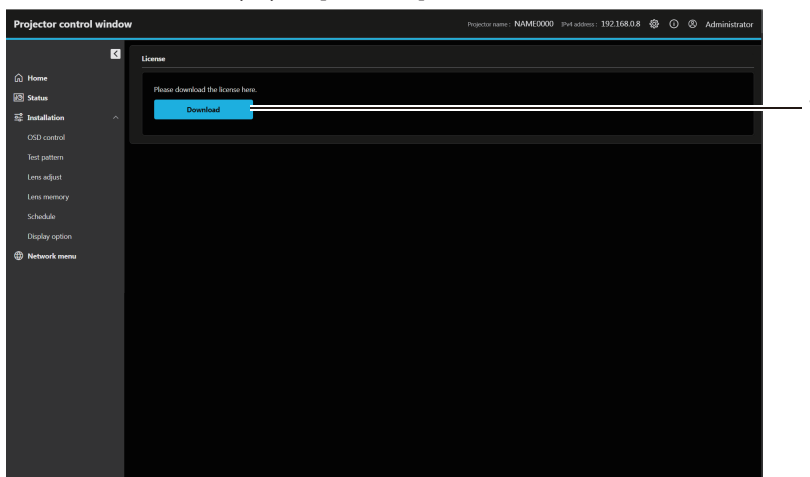 Projector control window
Projector name : NAME0000 IPv4 address : 192.168.0.8 Administrator
License
Home
Please download the license here.
Status
Download
Installation
OSD control
Test pattern
Lens adjust
Lens memory
Schedule
Display option
Network menu